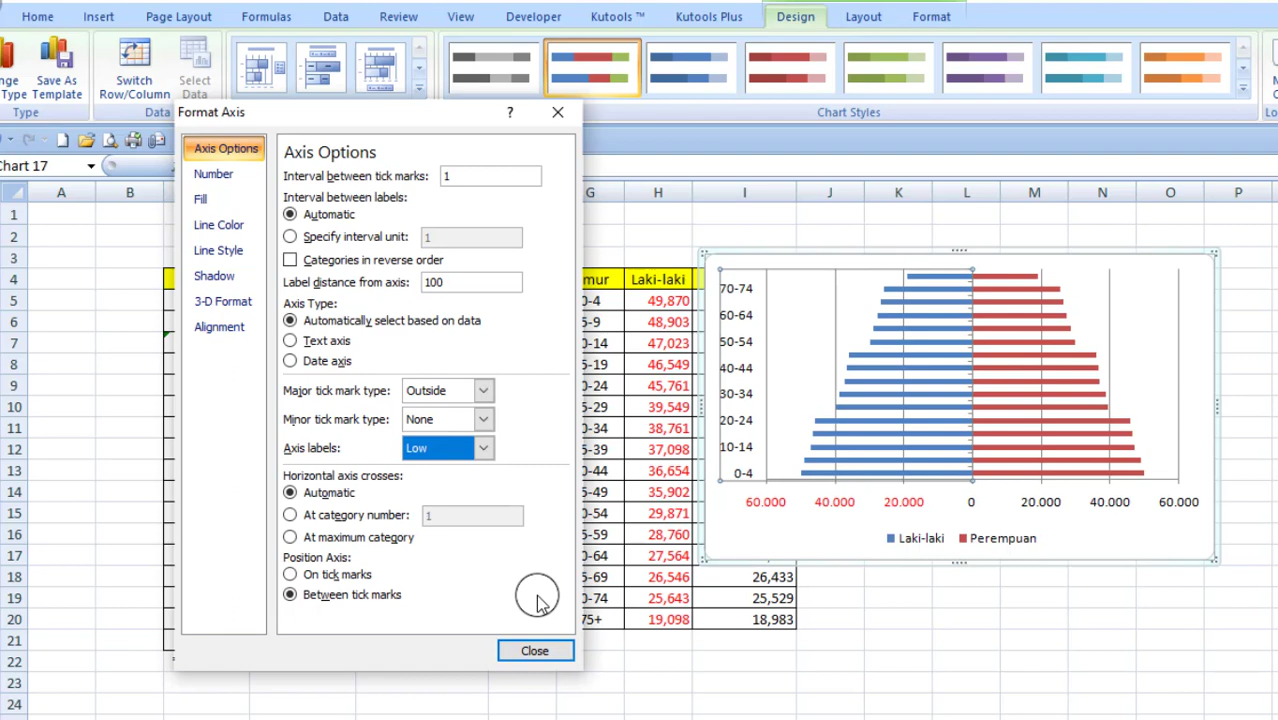 Home Insert Page Layout Formulas Data Review View Developer Kutools ™ Kutools Plus Design Layout Format
Type
Save As
Template
Switch
Row/Column
Select
Data
Type
Data
Chart Styles
Chart 17
Format Axis ?
Axis Options
Number
Fill
Line Color
Line Style
Shadow
3-D Format
Alignment
Axis Options
Interval between tick marks: 1
Interval between labels:
Automatic
Specify interval unit: 1
Categories in reverse order
Label distance from axis: 100
Axis Type:
Automatically select based on data
Text axis
Date axis
Major tick mark type: Outside
Minor tick mark type: None
Axis labels: Low
Horizontal axis crosses:
Automatic
At category number: 1
At maximum category
Position Axis:
On tick marks
Between tick marks
Close
A B G H I J K L M N O P
1
2
3
4 Laki-laki
5 49,870
6 48,903
7 47,023
8 46,549
9 45,761
10 39,549
11 38,761
12 37,098
13 36,654
14 35,902
15 29,871
16 28,760
17 27,564
18 26,546 26,433
19 25,643 25,529
20 75+ 19,098 18,983
21
22
23
24
70-74
60-64
50-54
40-44
30-34
20-24
10-14
0-4
60.000 40.000 20.000 0 20.000 40.000 60.000
Laki-laki Perempuan